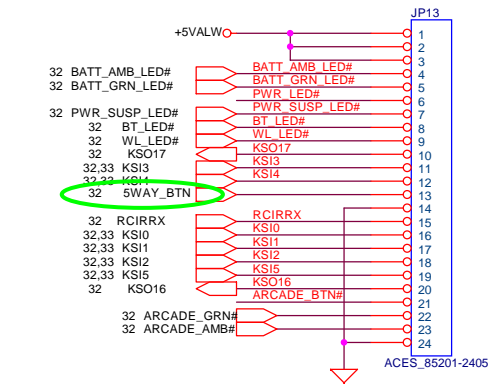 JP13
+5VALW 1
2
3
32 BATT_AMB_LED# BATT_AMB_LED# 4
32 BATT_GRN_LED# BATT_GRN_LED# 5
PWR_LED# 6
32 PWR_SUSP_LED# PWR_SUSP_LED# 7
32 BT_LED# BT_LED# 8
32 WL_LED# WL_LED# 9
32 KSO17 KSO17 10
32,33 KSI3 KSI3 11
32,33 KSI4 KSI4 12
32 5WAY_BTN 13
14
32 RCIRRX RCIRRX 15
32,33 KSI0 KSI0 16
32,33 KSI1 KSI1 17
32,33 KSI2 KSI2 18
32,33 KSI5 KSI5 19
32 KSO16 KSO16 20
ARCADE_BTN# 21
32 ARCADE_GRN# 22
32 ARCADE_AMB# 23
24
ACES_85201-2405